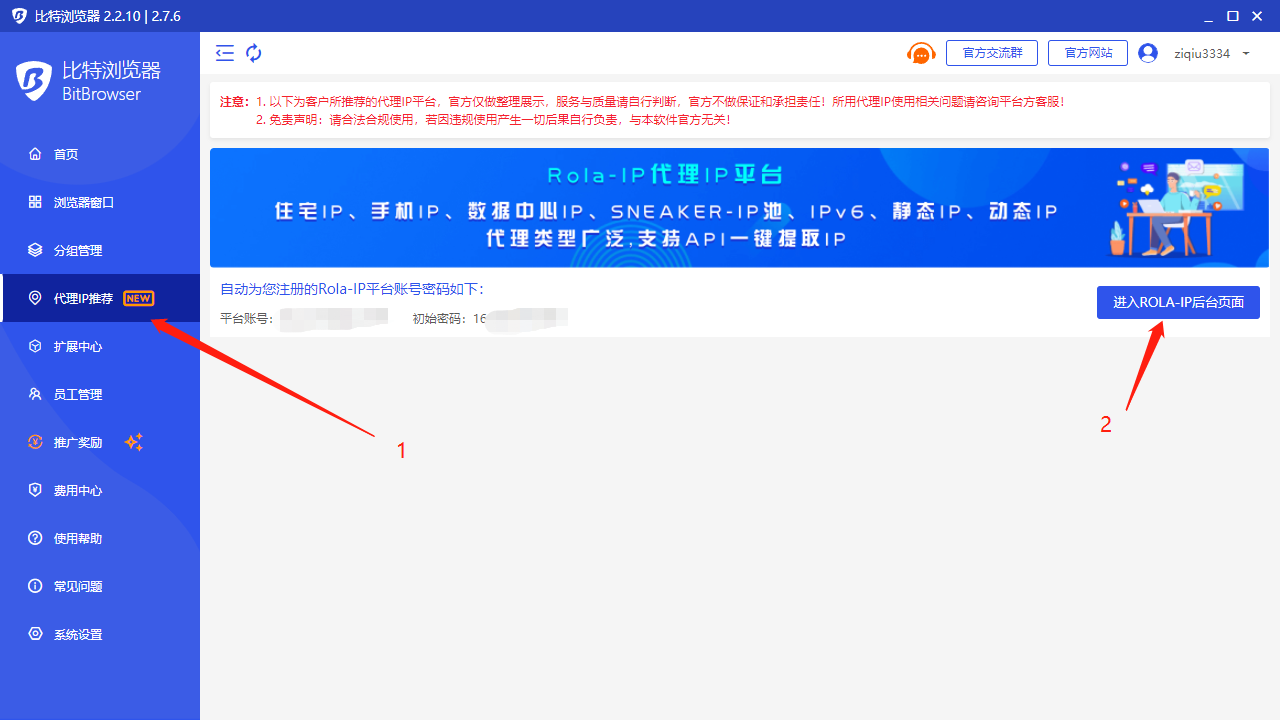 比特浏览器 2.2.10 | 2.7.6
比特浏览器
BitBrowser
首页
浏览器窗口
分组管理
代理IP推荐 NEW
扩展中心
员工管理
推广奖励
费用中心
使用帮助
常见问题
系统设置
官方交流群
官方网站
ziqiu3334
注意：1. 以下为客户所推荐的代理IP平台，官方仅做整理展示，服务与质量请自行判断，官方不做保证和承担责任！所用代理IP使用相关问题请咨询平台方客服！
2. 免责声明：请合法合规使用，若因违规使用产生一切后果自行负责，与本软件官方无关！
Rola-IP代理IP平台
住宅IP、手机IP、数据中心IP、SNEAKER-IP池、IPv6、静态IP、动态IP
代理类型广泛,支持API一键提取IP
自动为您注册的Rola-IP平台账号密码如下：
平台账号： 初始密码：16
进入ROLA-IP后台页面
1
2